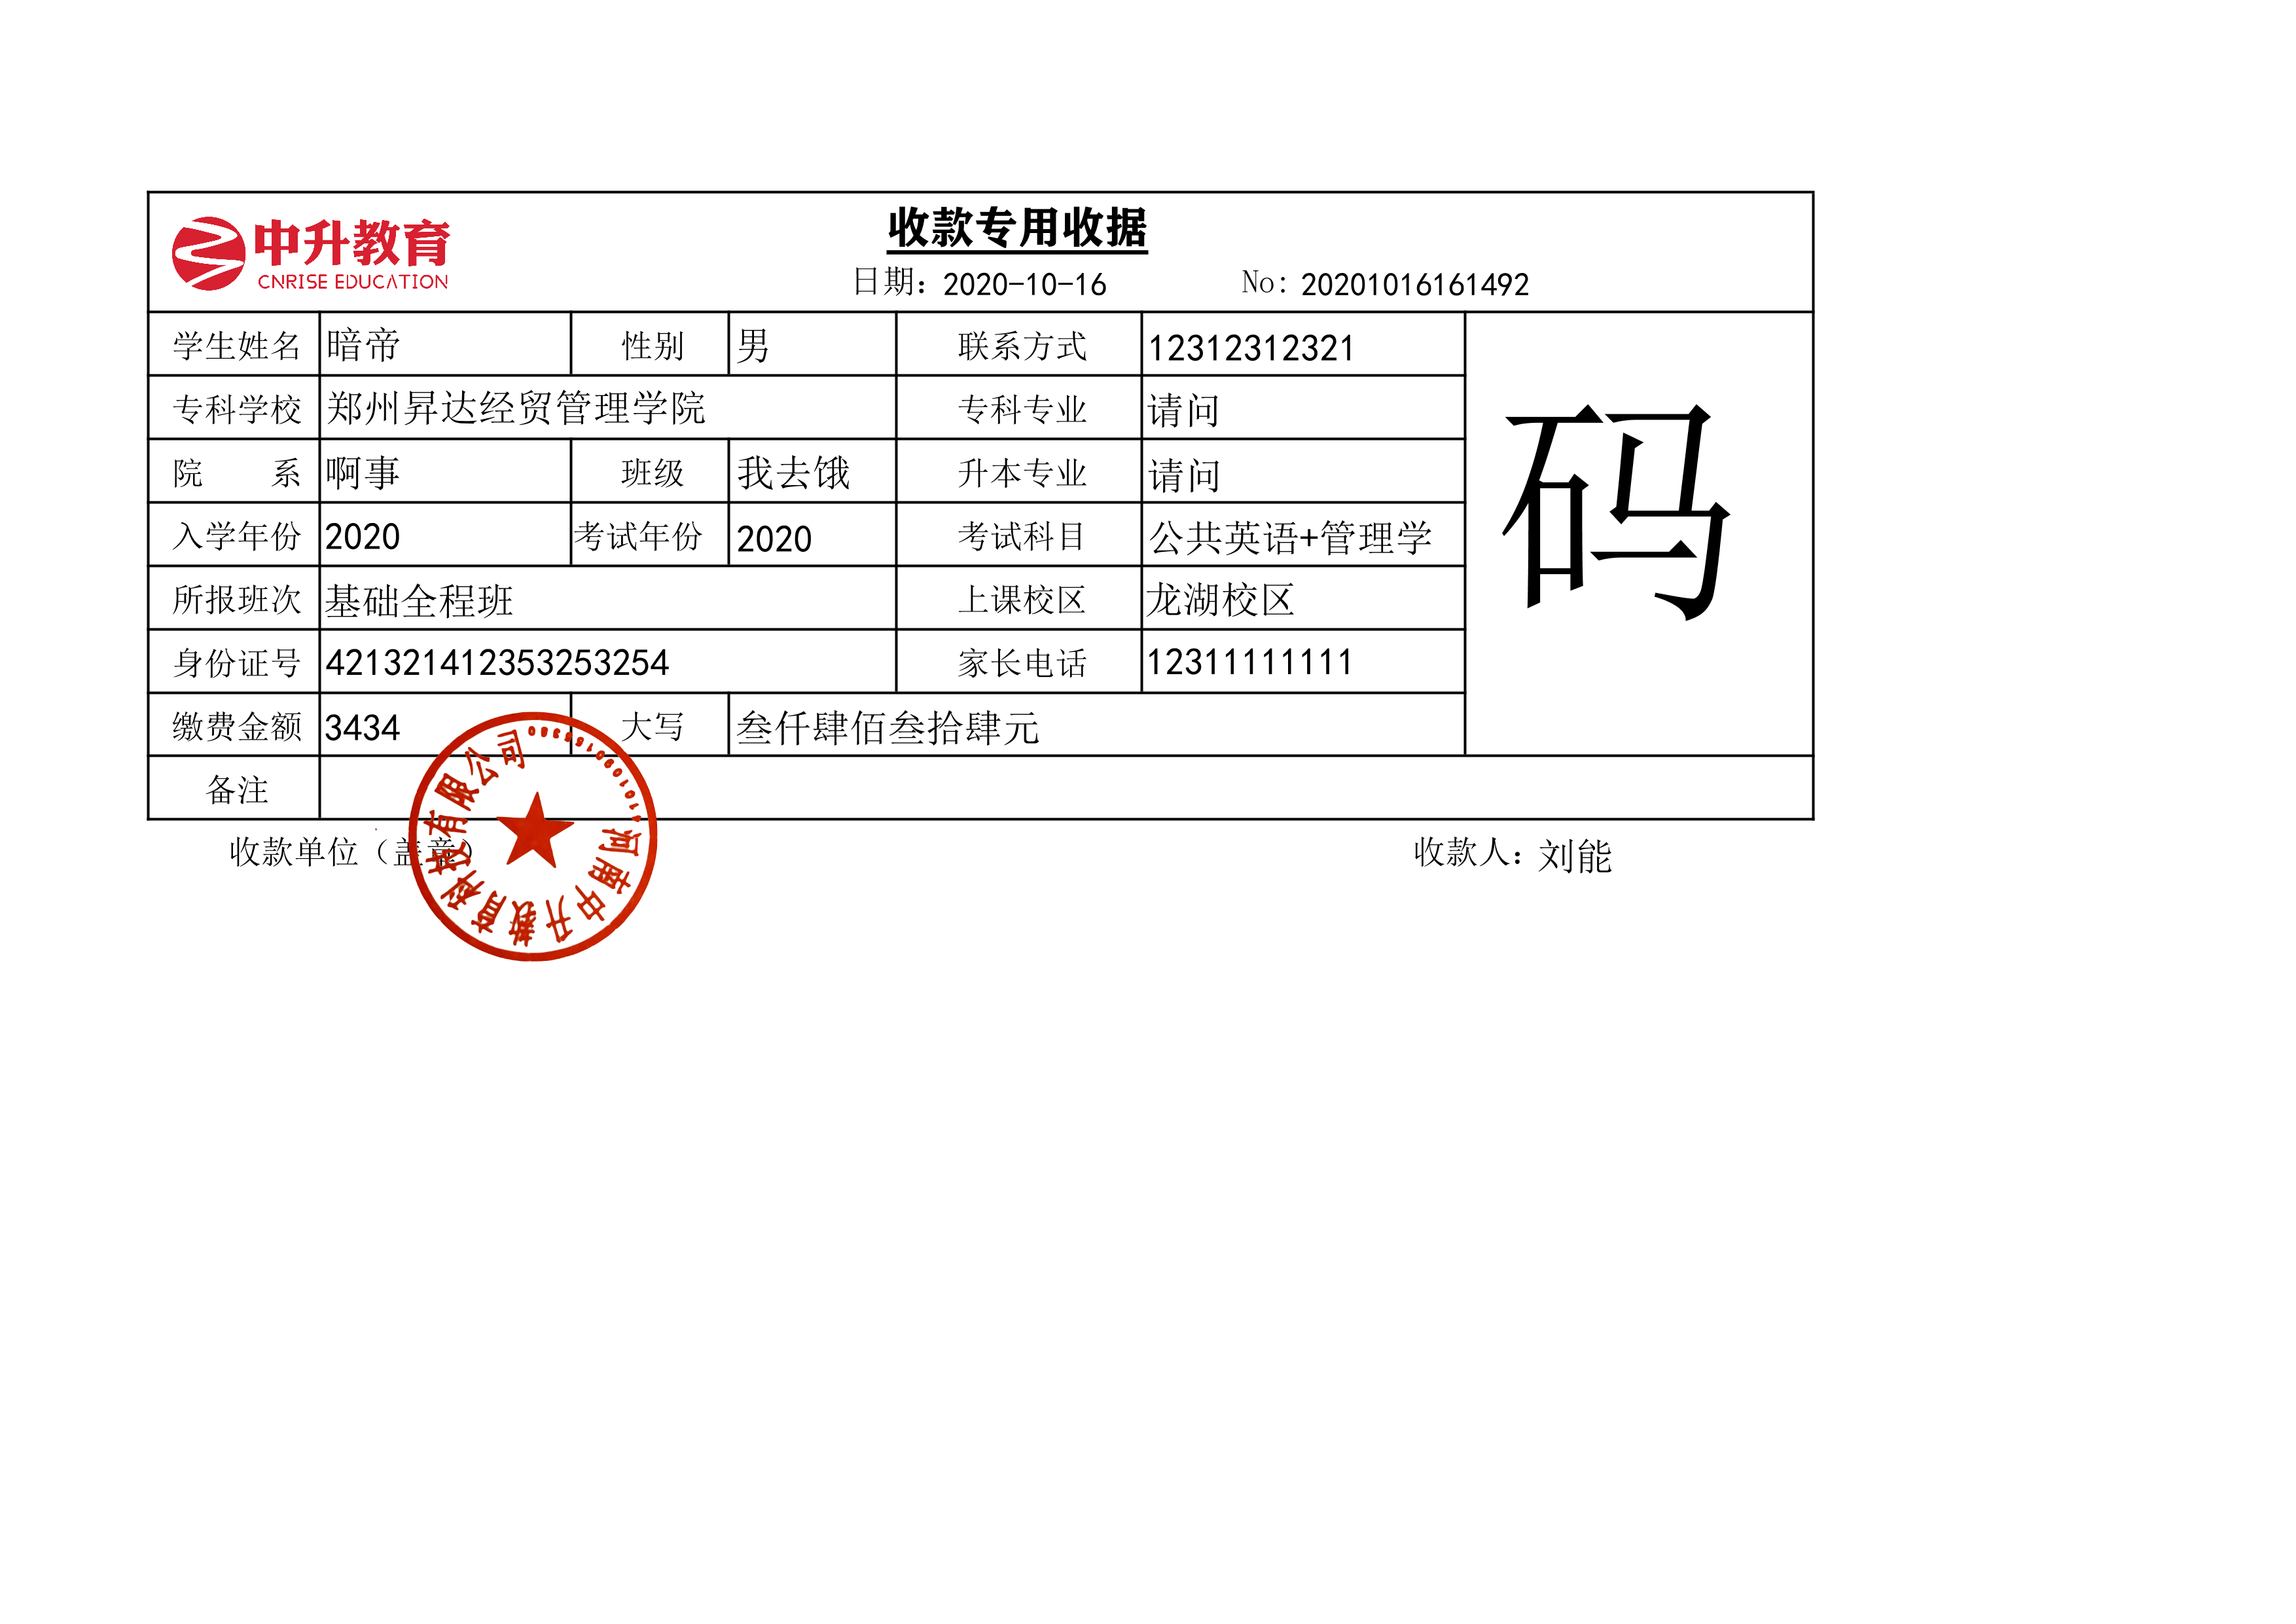 中升教育
CNRISE EDUCATION
收款专用收据
日期：2020-10-16 No：20201016161492
学生姓名 暗帝 性别 男 联系方式 12312312321
专科学校 郑州昇达经贸管理学院 专科专业 请问
院 系 啊事 班级 我去饿 升本专业 请问
入学年份 2020 考试年份 2020 考试科目 公共英语+管理学
所报班次 基础全程班 上课校区 龙湖校区
身份证号 421321412353253254 家长电话 12311111111
缴费金额 3434 大写 叁仟肆佰叁拾肆元
码
备注
收款单位（盖章） 收款人：刘能
河南中升教育科技有限公司